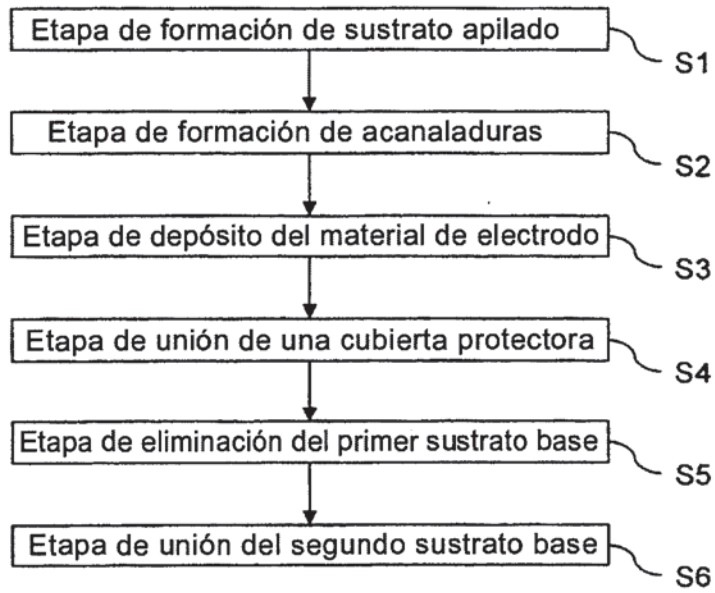 Etapa de formación de sustrato apilado
S1
Etapa de formación de acanaladuras
S2
Etapa de depósito del material de electrodo
S3
Etapa de unión de una cubierta protectora
S4
Etapa de eliminación del primer sustrato base
S5
Etapa de unión del segundo sustrato base
S6